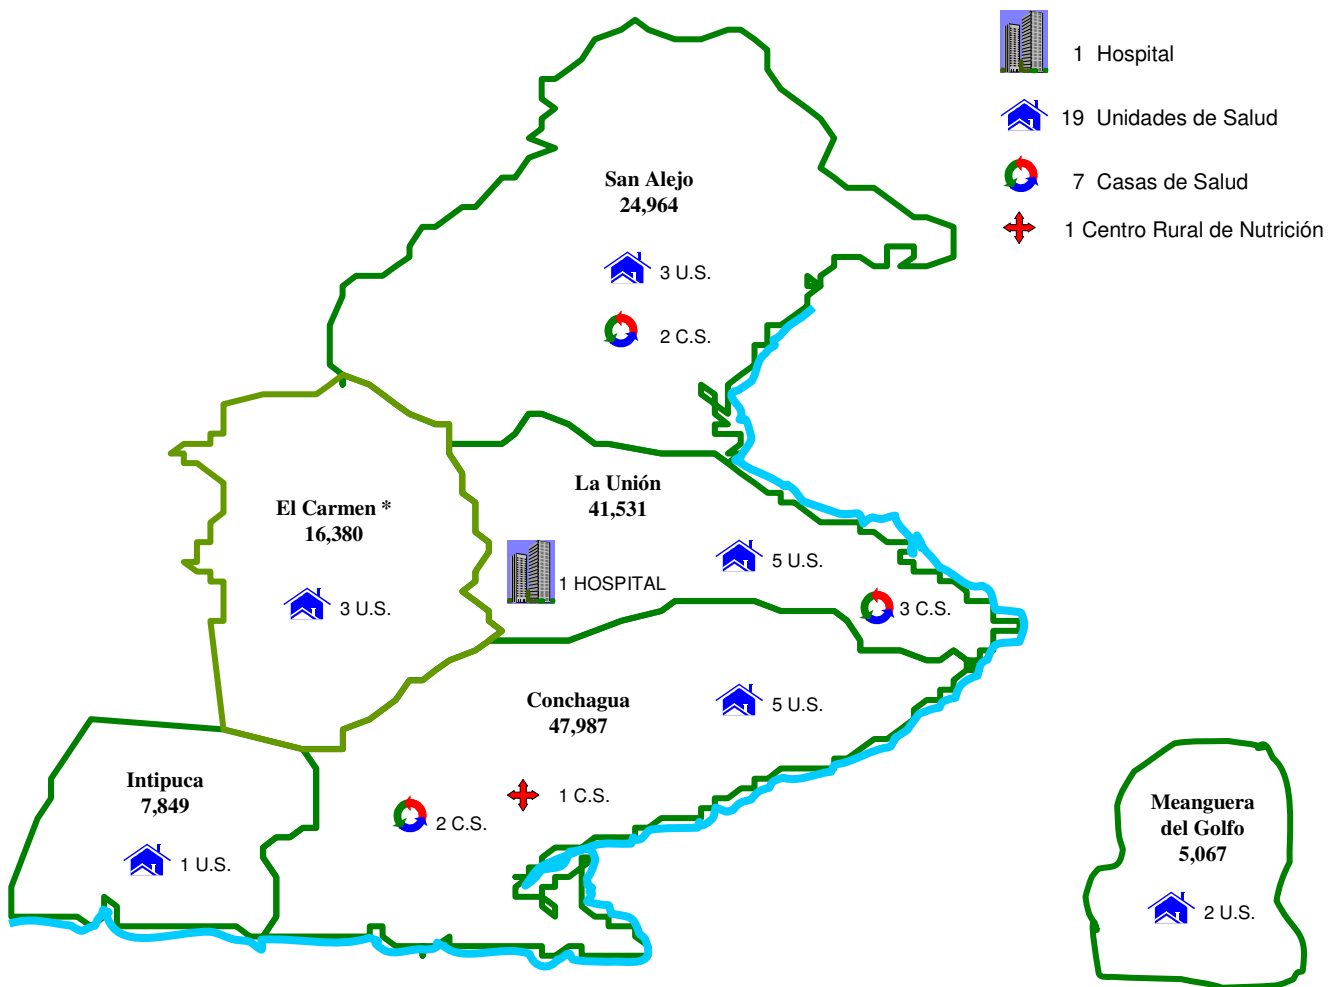 1 Hospital
19 Unidades de Salud
7 Casas de Salud
1 Centro Rural de Nutrición
San Alejo
24,964
3 U.S.
2 C.S.
La Unión
41,531
El Carmen *
16,380
5 U.S.
1 HOSPITAL
3 U.S.
3 C.S.
Conchagua
47,987
5 U.S.
Intipuca
7,849
1 C.S.
2 C.S.
1 U.S.
Meanguera
del Golfo
5,067
2 U.S.